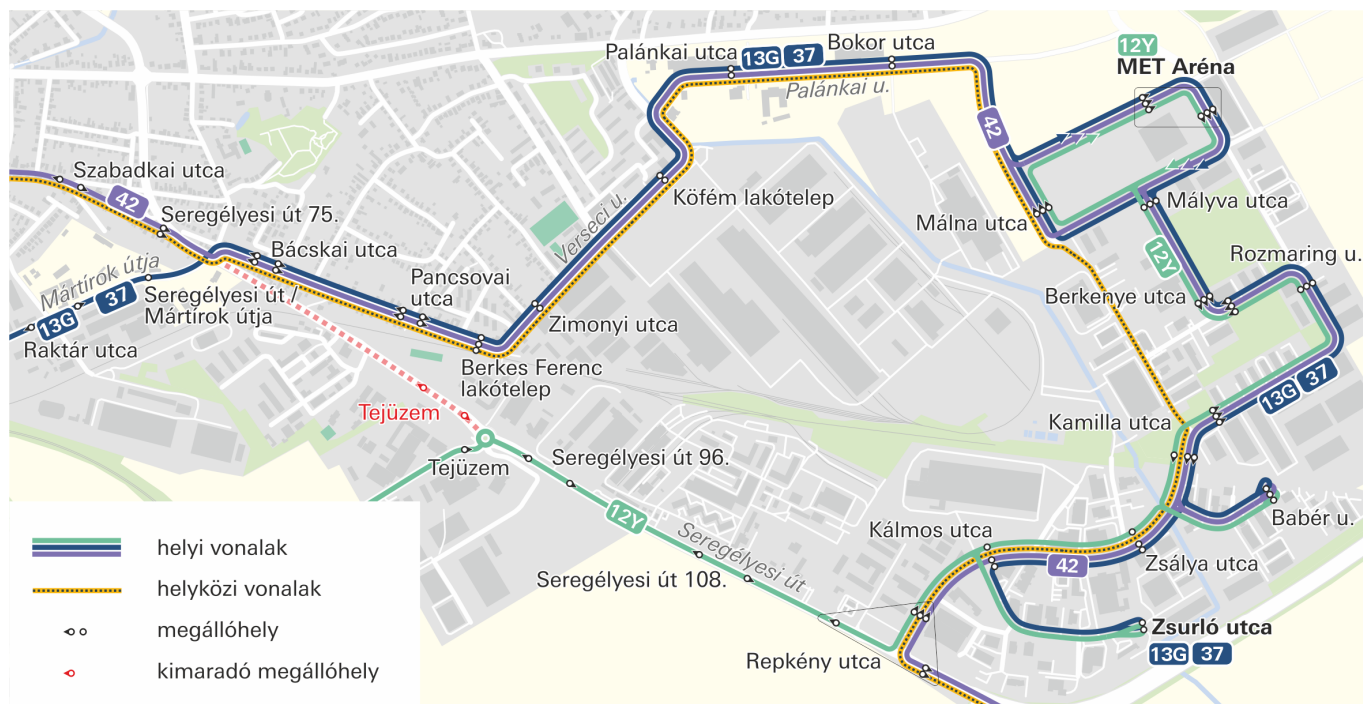 12Y
MET Aréna
Palánkai utca
13G
37
Bokor utca
Palánkai u.
42
Szabadkai utca
42
Seregélyesi út 75.
Bácskai utca
Verseci u.
Köfém lakótelep
Málna utca
Mályva utca
12Y
Rozmaring u.
Mártírok útja
Pancsovai
utca
Seregélyesi út /
Mártírok útja
13G
37
Raktár utca
Zimonyi utca
Berkenye utca
Berkes Ferenc
lakótelep
13G
37
Tejüzem
Kamilla utca
Tejüzem
Seregélyesi út 96.
12Y
Seregélyesi út
Kálmos utca
Babér u.
42
Zsálya utca
Seregélyesi út 108.
Zsurló utca
13G
37
Repkény utca
helyi vonalak
helyközi vonalak
megállóhely
kimaradó megállóhely